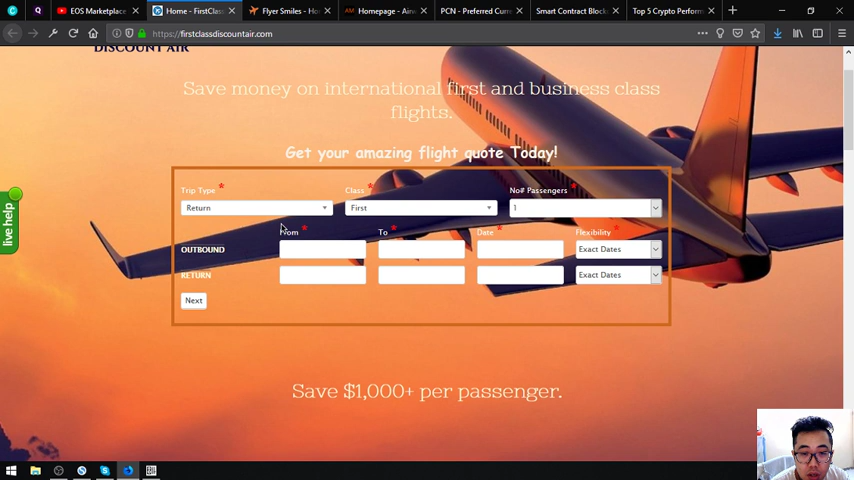 EOS Marketplace
Home - FirstClass
Flyer Smiles - Ho
Homepage - Airw
PCN - Preferred Curr
Smart Contract Block
Top 5 Crypto Perform
https://firstclassdiscountair.com
DISCOUNT AIR
Save money on international first and business class
flights.
Get your amazing flight quote Today!
Trip Type *
Class *
No# Passengers *
Return
First
1
From *
To *
Date *
Flexibility *
OUTBOUND
Exact Dates
RETURN
Exact Dates
Next
live help
Save $1,000+ per passenger.